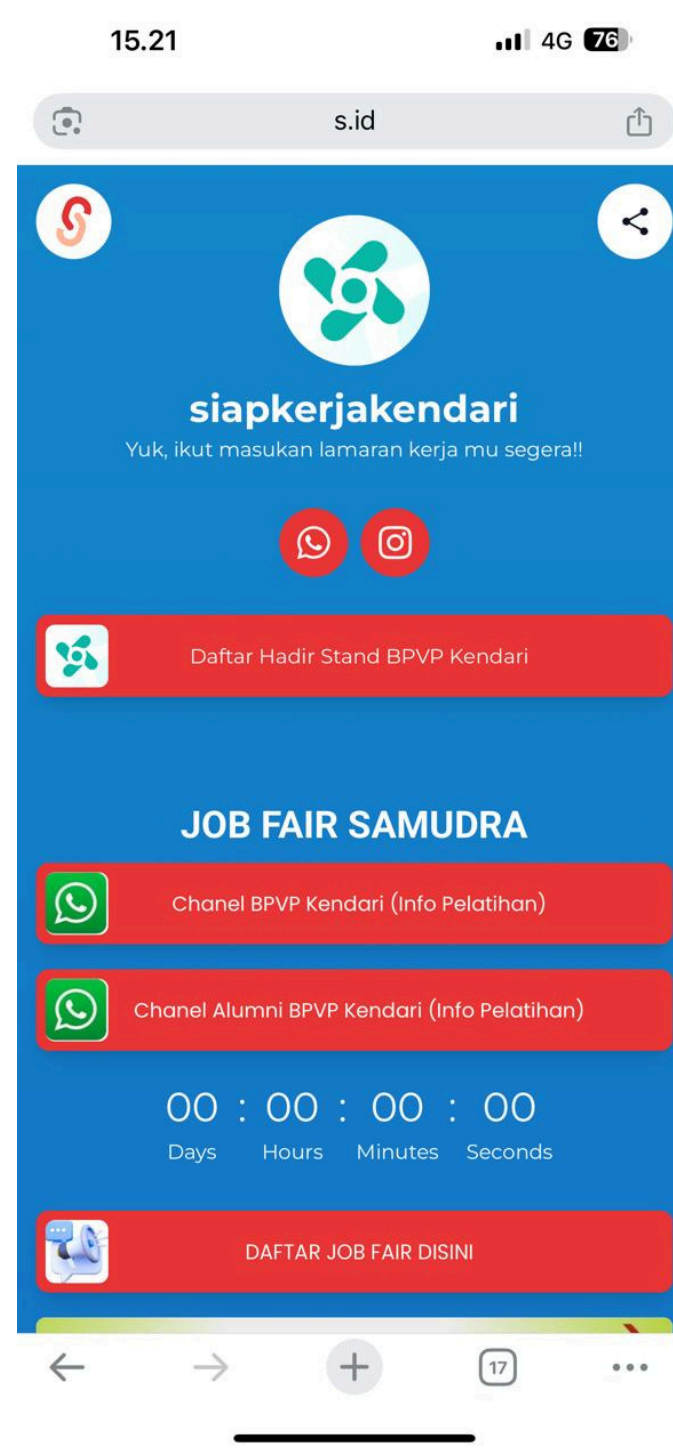 15.21
4G 76
s.id
siapkerjakendari
Yuk, ikut masukan lamaran kerja mu segera!!
Daftar Hadir Stand BPVP Kendari
JOB FAIR SAMUDRA
Chanel BPVP Kendari (Info Pelatihan)
Chanel Alumni BPVP Kendari (Info Pelatihan)
00 : 00 : 00 : 00
Days Hours Minutes Seconds
DAFTAR JOB FAIR DISINI
17